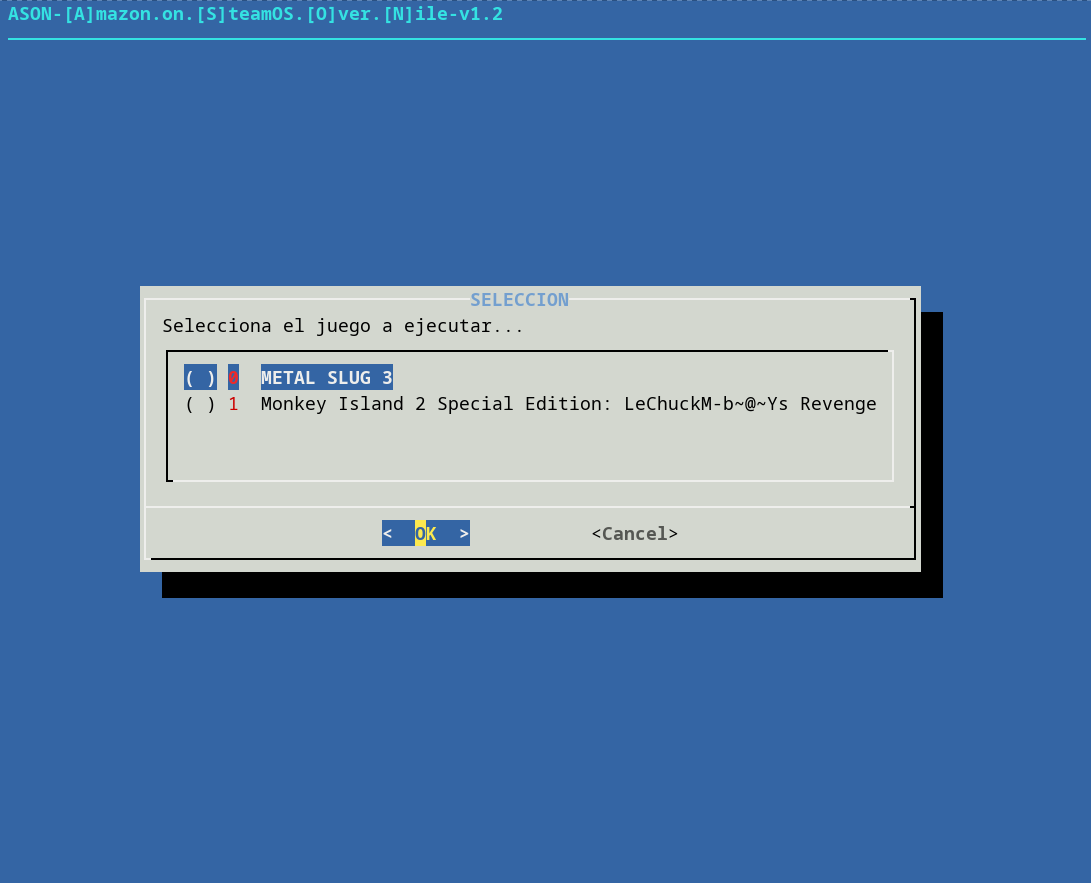 ASON-[A]mazon.on.[S]teamOS.[O]ver.[N]ile-v1.2
SELECCION
Selecciona el juego a ejecutar...
( ) 0 METAL SLUG 3
( ) 1 Monkey Island 2 Special Edition: LeChuckM-b~@~Ys Revenge
< OK > <Cancel>